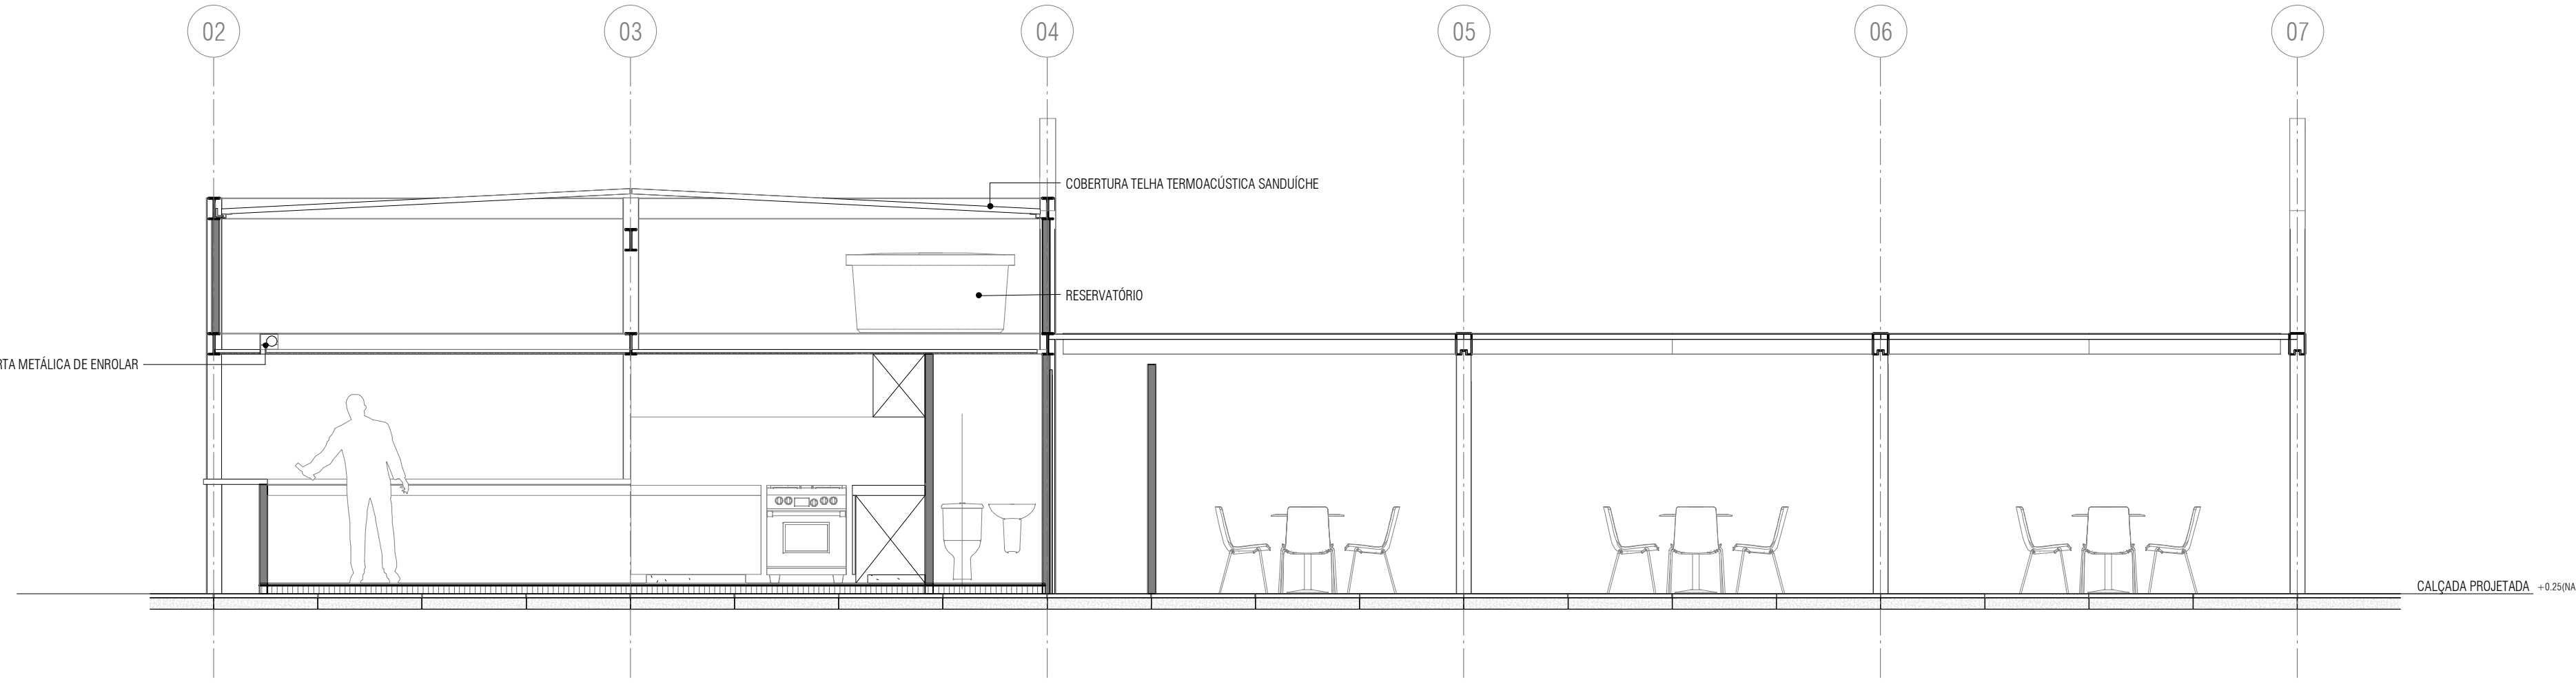 02
03
04
05
06
07
COBERTURA TELHA TERMOACÚSTICA SANDUÍCHE
RESERVATÓRIO
RTA METÁLICA DE ENROLAR
CALÇADA PROJETADA +0.25(NA